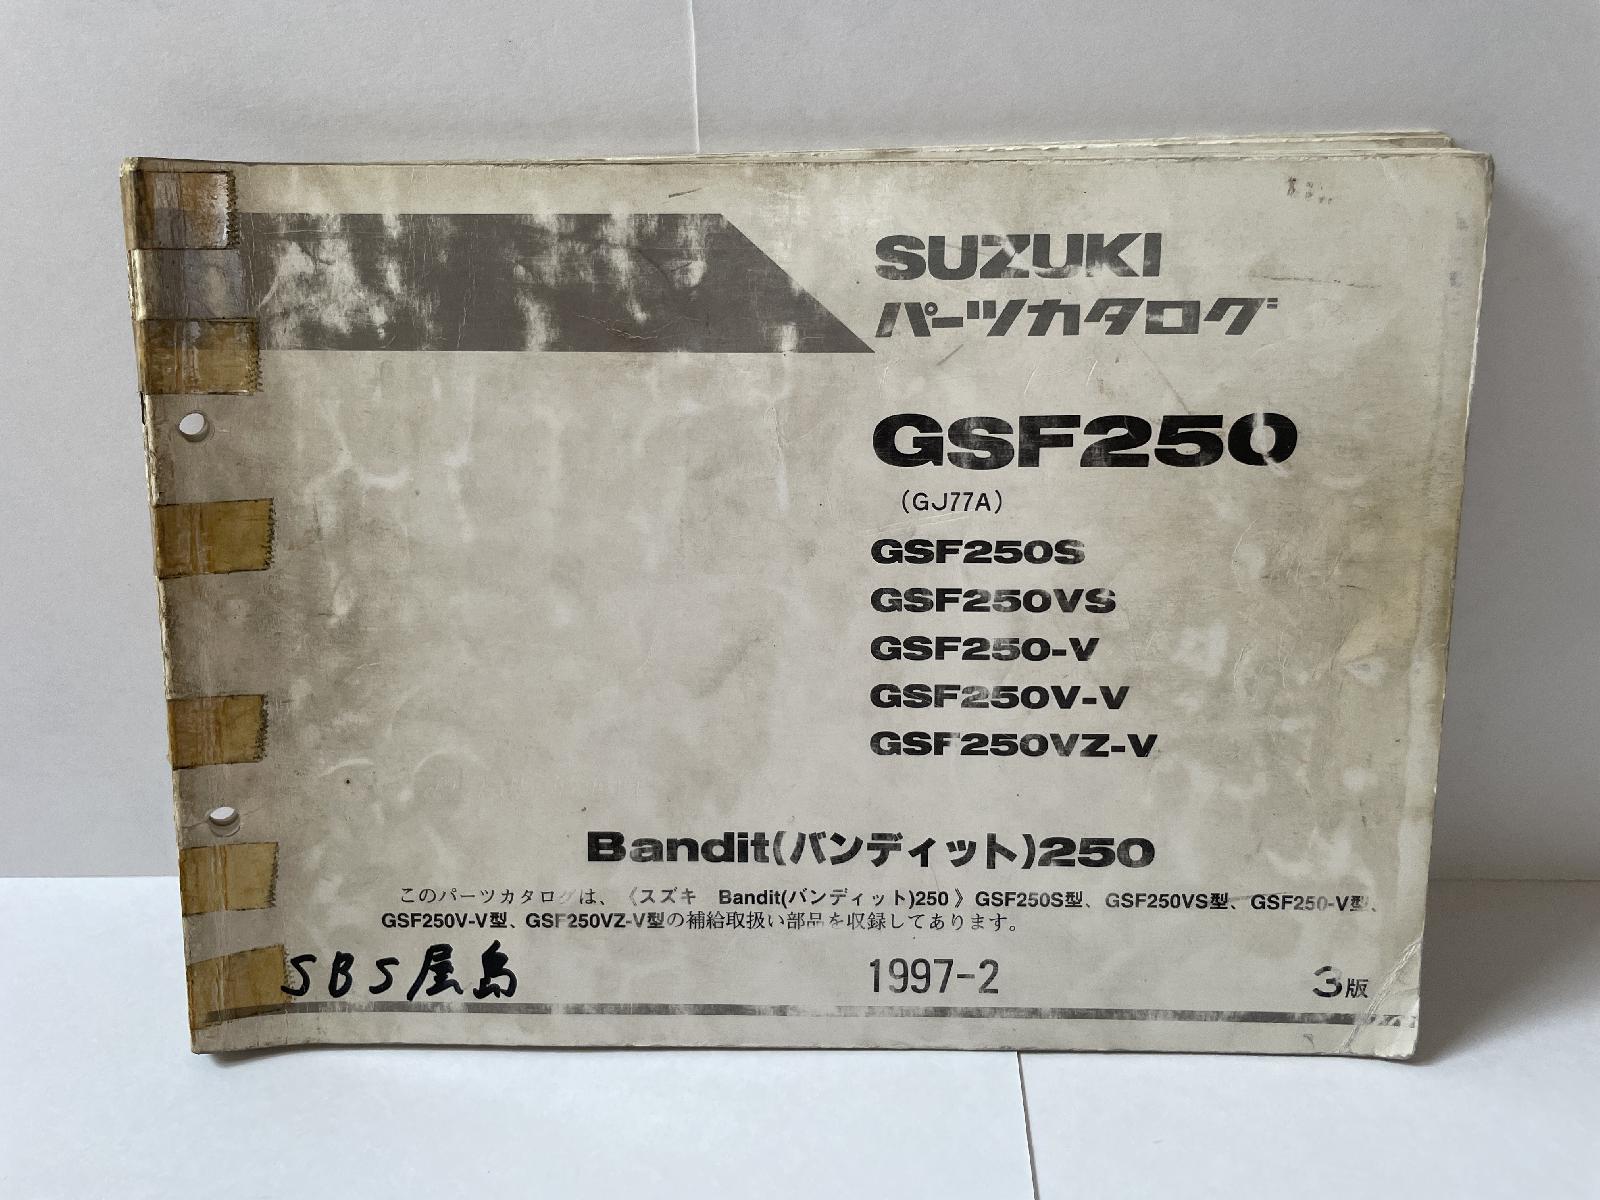 SUZUKI
パーツカタログ
GSF250
(GJ77A)
GSF250S
GSF250VS
GSF250-V
GSF250V-V
GSF250VZ-V
Bandit(バンディット)250
このパーツカタログは、《スズキ Bandit(バンディット)250》GSF250S型、GSF250VS型、GSF250-V型、
GSF250V-V型、GSF250VZ-V型の補給取扱い部品を収録してあります。
SBS屋島
1997-2
3版